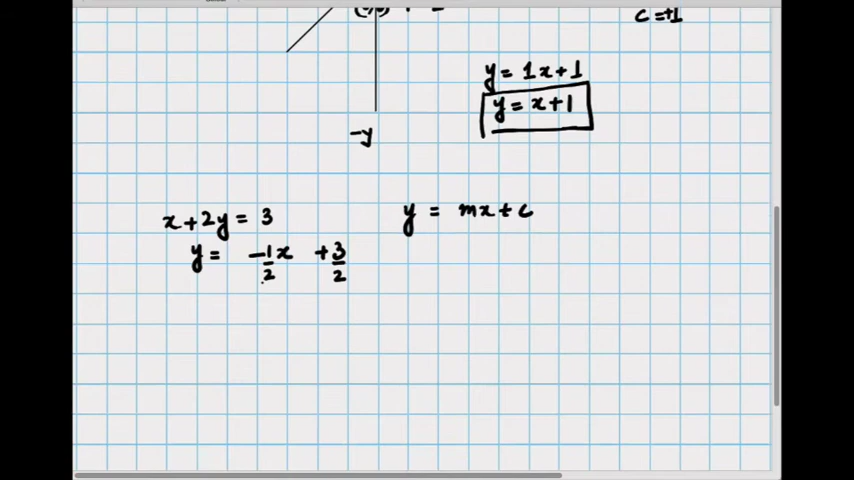 c = +1
y = 1x+1
y = x+1
-y
x+2y = 3
y = mx + c
y = -1/2 x + 3/2